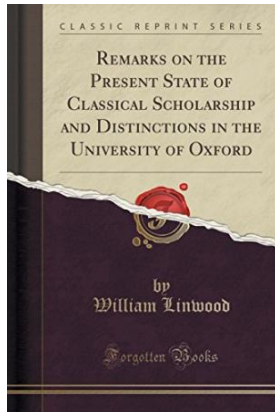 CLASSIC REPRINT SERIES
REMARKS ON THE
PRESENT STATE OF
CLASSICAL SCHOLARSHIP
AND DISTINCTIONS IN THE
UNIVERSITY OF OXFORD
by
William Linwood
Forgotten Books